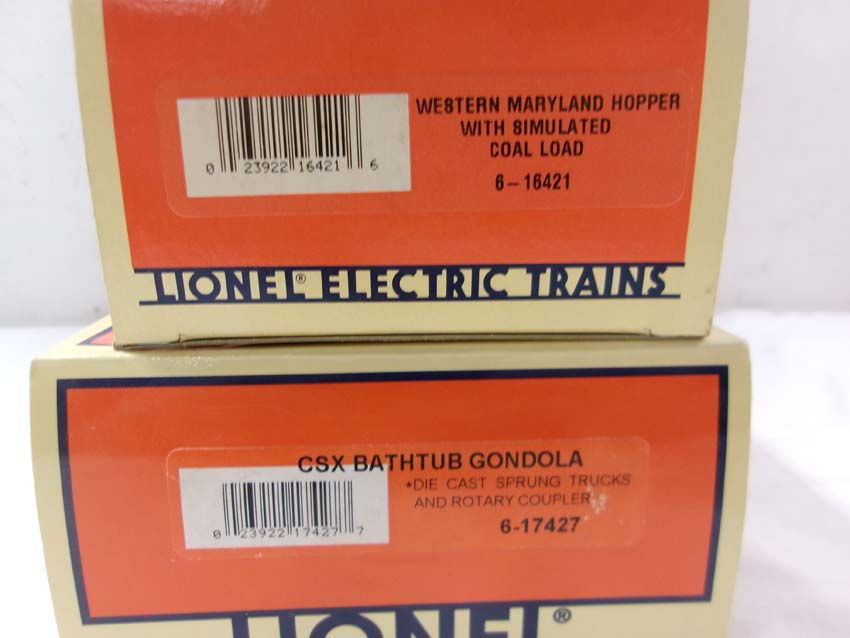 WESTERN MARYLAND HOPPER
WITH SIMULATED
COAL LOAD
6-16421
0 23922 16421 6
LIONEL® ELECTRIC TRAINS
CSX BATHTUB GONDOLA
*DIE CAST SPRUNG TRUCKS
AND ROTARY COUPLER
6-17427
0 23922 17427 7
LIONEL®